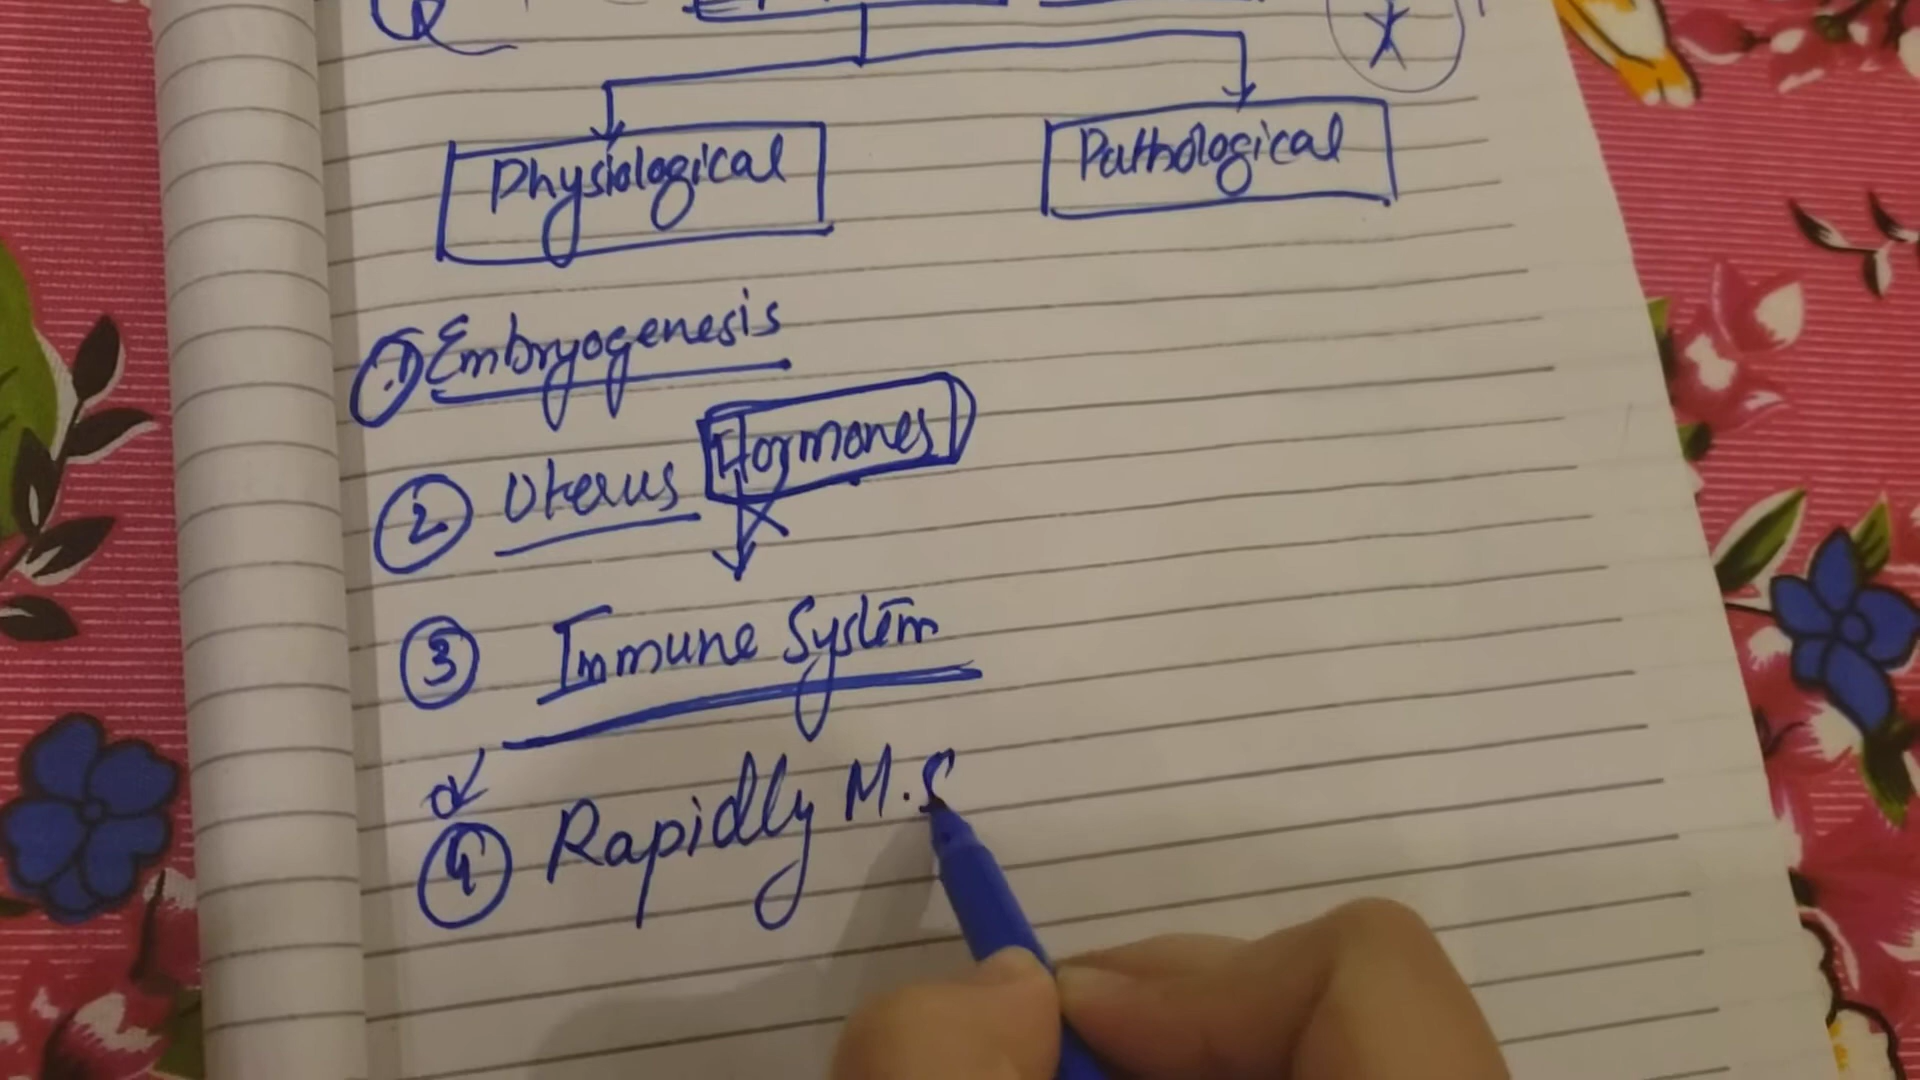 Physiological
Pathological
① Embryogenesis
② Uterus Hormones
③ Immune System
④ Rapidly M.S